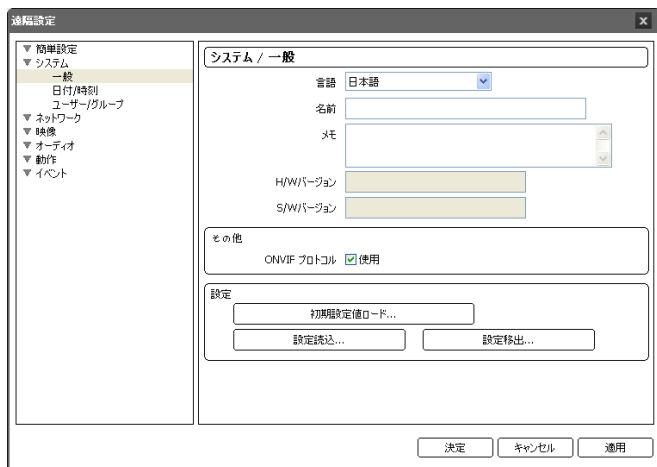 遠隔設定
簡単設定
システム
一般
日付/時刻
ユーザー/グループ
ネットワーク
映像
オーディオ
動作
イベント
システム / 一般
言語 日本語
名前
メモ
H/Wバージョン
S/Wバージョン
その他
ONVIF プロトコル 使用
設定
初期設定値ロード...
設定読込... 設定移出...
決定 キャンセル 適用